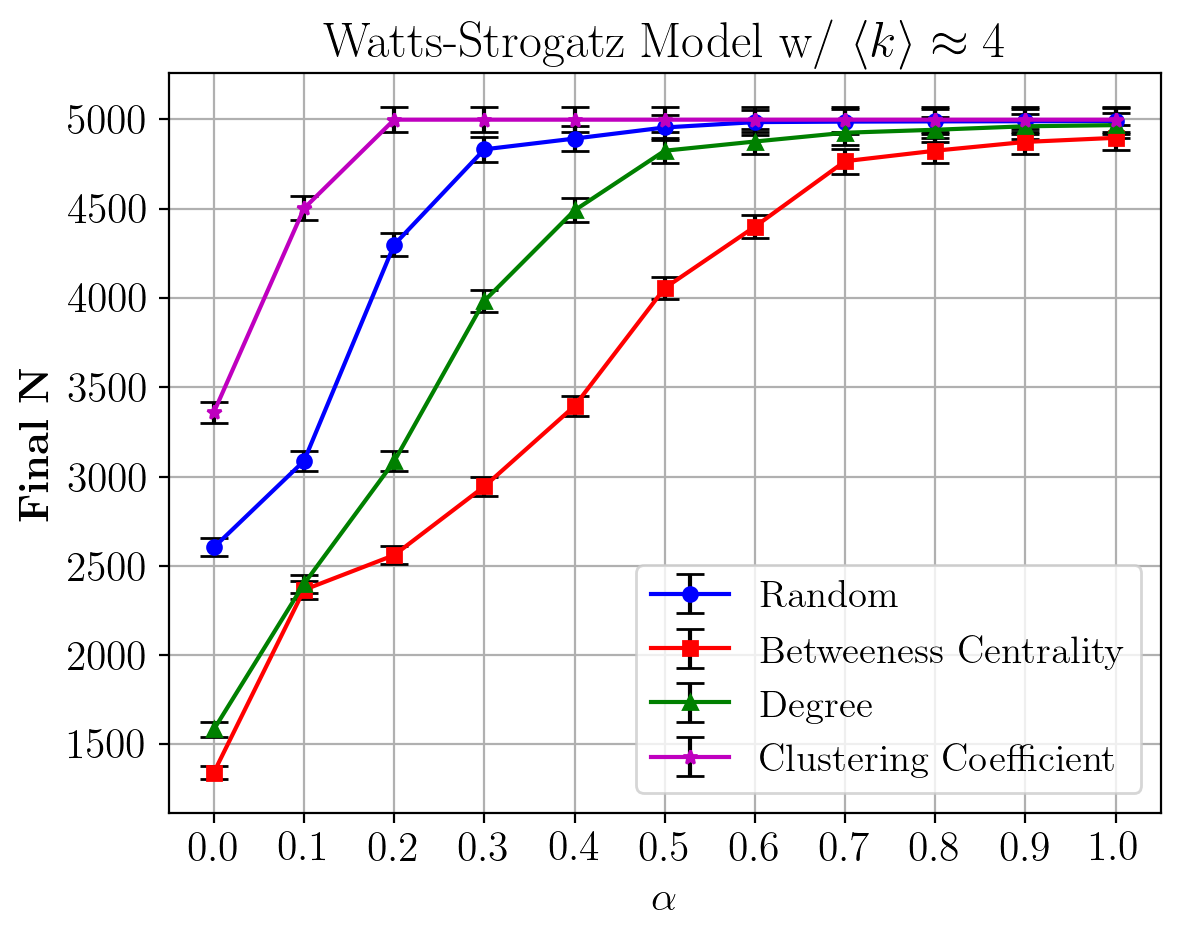 Watts-Strogatz Model w/ ⟨k⟩ ≈ 4
Final N
5000
4500
4000
3500
3000
2500
2000
1500
Random
Betweeness Centrality
Degree
Clustering Coefficient
0.0 0.1 0.2 0.3 0.4 0.5 0.6 0.7 0.8 0.9 1.0
α